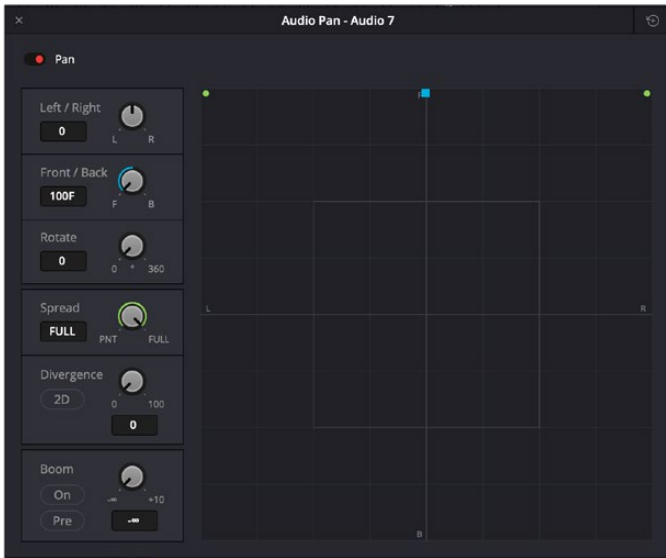 Audio Pan - Audio 7
Pan
Left / Right
0
L R
Front / Back
100F
F B
Rotate
0
0 ° 360
Spread
FULL
PNT FULL
Divergence
2D
0 100
0
Boom
On
-∞ +10
Pre
-∞
F
L R
B